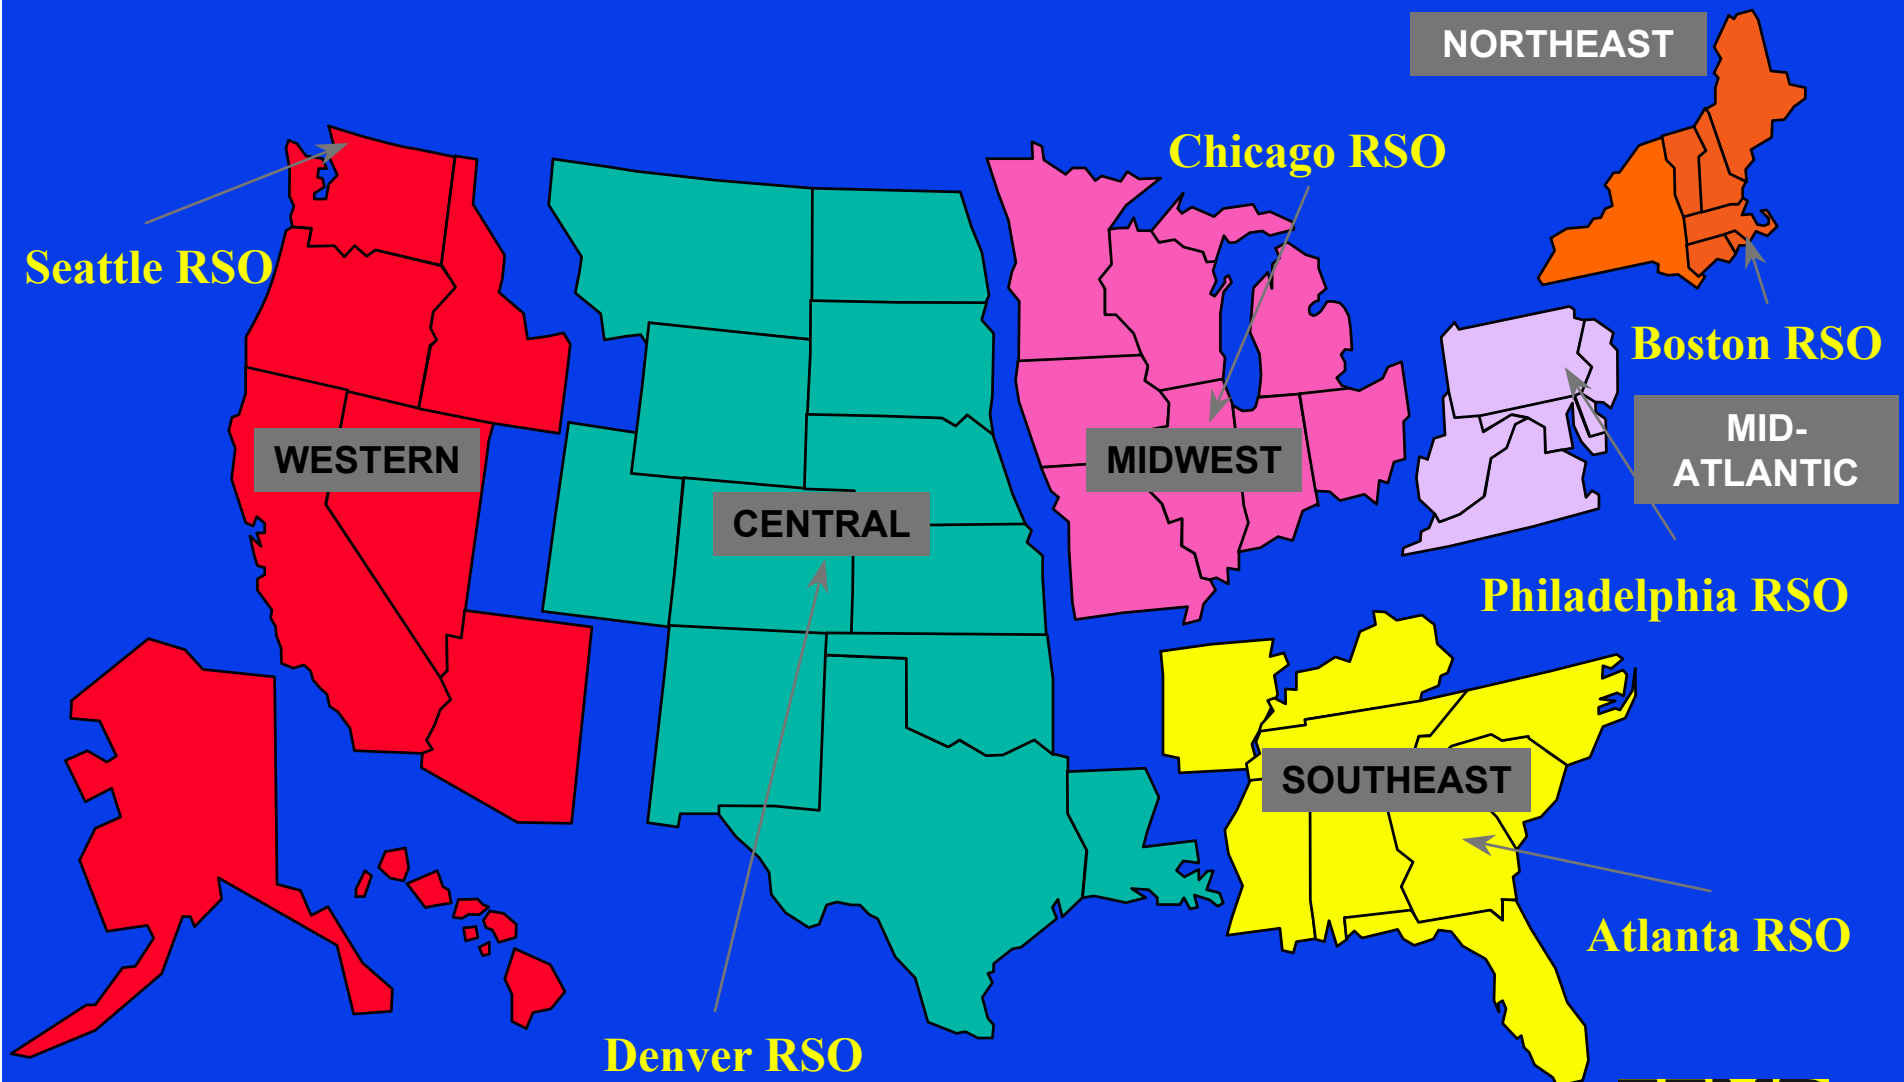 NORTHEAST
Chicago RSO
Seattle RSO
Boston RSO
MID-
ATLANTIC
WESTERN
MIDWEST
CENTRAL
Philadelphia RSO
SOUTHEAST
Atlanta RSO
Denver RSO